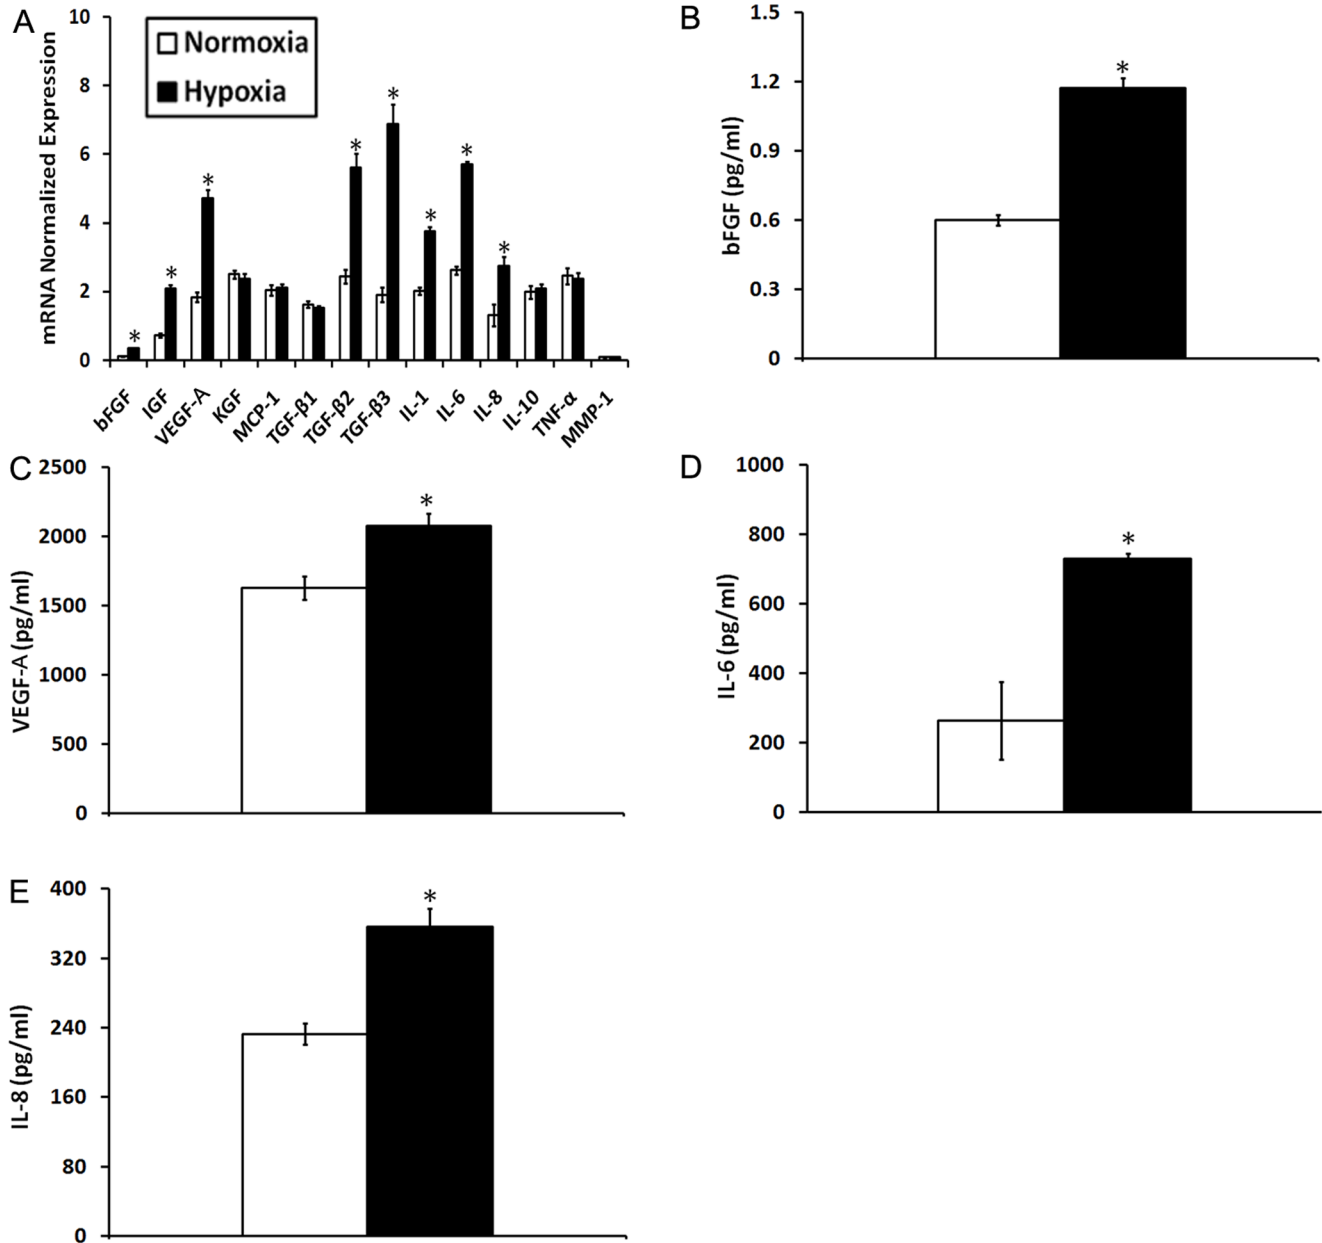 A
mRNA Normalized Expression
10
8
6
4
2
0
Normoxia
Hypoxia
*
*
*
*
*
*
*
*
bFGF
IGF
VEGF-A
KGF
MCP-1
TGF-β1
TGF-β2
TGF-β3
IL-1
IL-6
IL-8
IL-10
TNF-α
MMP-1
B
bFGF (pg/ml)
1.5
1.2
0.9
0.6
0.3
0
*
C
VEGF-A (pg/ml)
2500
2000
1500
1000
500
0
*
D
IL-6 (pg/ml)
1000
800
600
400
200
0
*
E
IL-8 (pg/ml)
400
320
240
160
80
0
*